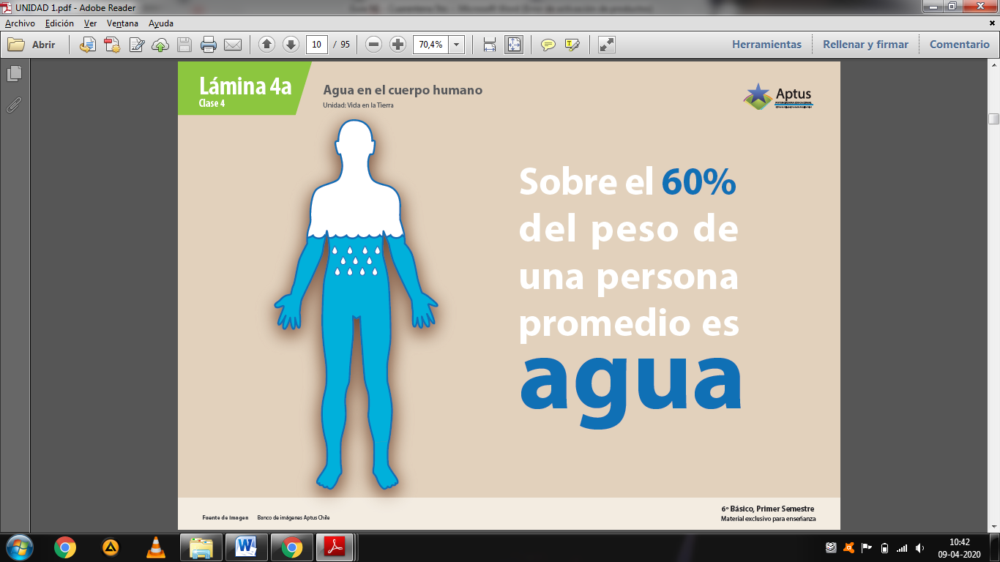 UNIDAD 1.pdf - Adobe Reader
Archivo Edición Ver Ventana Ayuda
Abrir
10 / 95
70,4%
Herramientas
Rellenar y firmar
Comentario
Lámina 4a
Clase 4
Agua en el cuerpo humano
Unidad: Vida en la Tierra
Aptus
Sobre el 60%
del peso de
una persona
promedio es
agua
Fuente de imagen Banco de imágenes Aptus Chile
6º Básico, Primer Semestre
Material exclusivo para enseñanza
10:42
09-04-2020